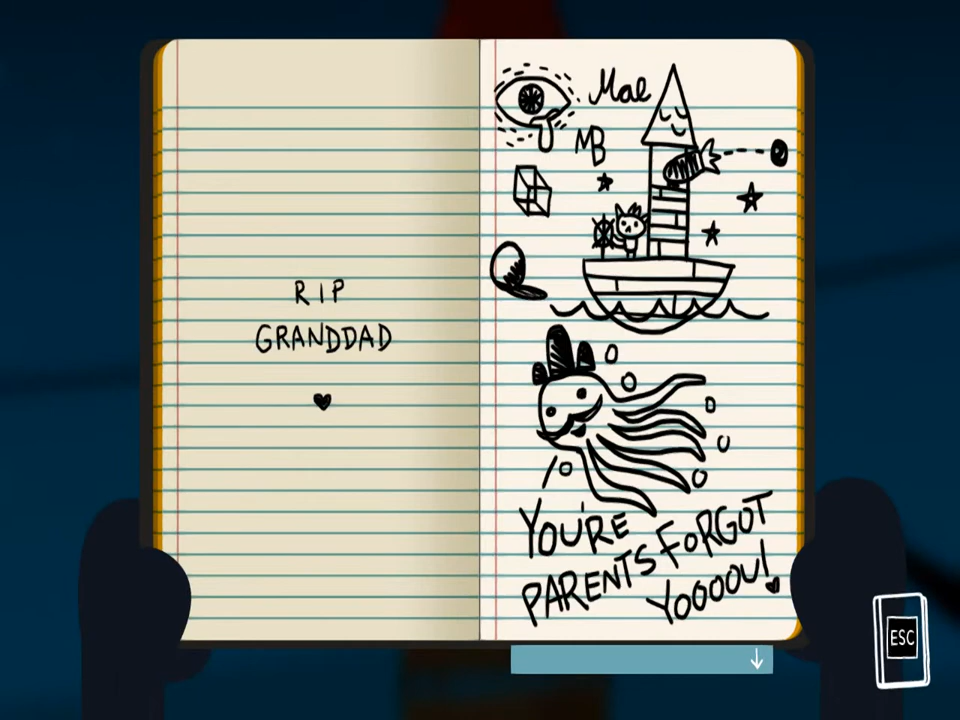 RIP
GRANDDAD
Mae
MB
YOU'RE
PARENTS FORGOT
YOOOOU!
ESC